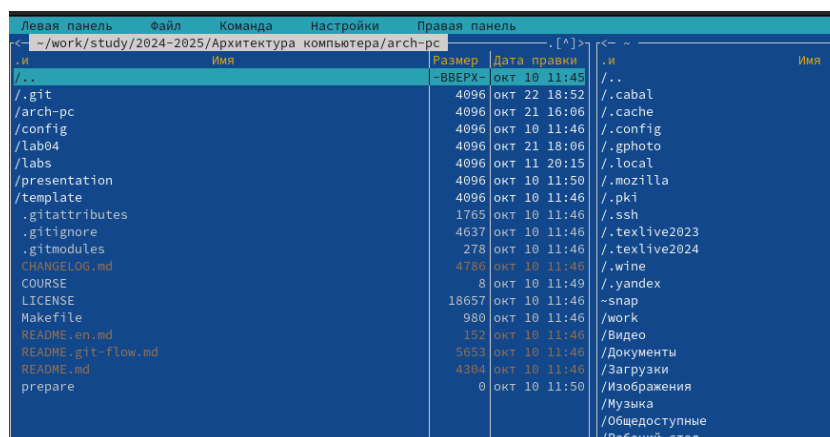 Левая панель Файл Команда Настройки Правая панель
<— ~/work/study/2024-2025/Архитектура компьютера/arch-pc .[^]>
.и Имя Размер Дата правки
/.. -ВВЕРХ- окт 10 11:45
/.git 4096 окт 22 18:52
/arch-pc 4096 окт 21 16:06
/config 4096 окт 10 11:46
/lab04 4096 окт 21 18:06
/labs 4096 окт 11 20:15
/presentation 4096 окт 10 11:50
/template 4096 окт 10 11:46
.gitattributes 1765 окт 10 11:46
.gitignore 4637 окт 10 11:46
.gitmodules 278 окт 10 11:46
CHANGELOG.md 4786 окт 10 11:46
COURSE 8 окт 10 11:49
LICENSE 18657 окт 10 11:46
Makefile 980 окт 10 11:46
README.en.md 152 окт 10 11:46
README.git-flow.md 5653 окт 10 11:46
README.md 4304 окт 10 11:46
prepare 0 окт 10 11:50
<— ~
.и Имя
/..
/.cabal
/.cache
/.config
/.gphoto
/.local
/.mozilla
/.pki
/.ssh
/.texlive2023
/.texlive2024
/.wine
/.yandex
~snap
/work
/Видео
/Документы
/Загрузки
/Изображения
/Музыка
/Общедоступные
/Рабочий стол